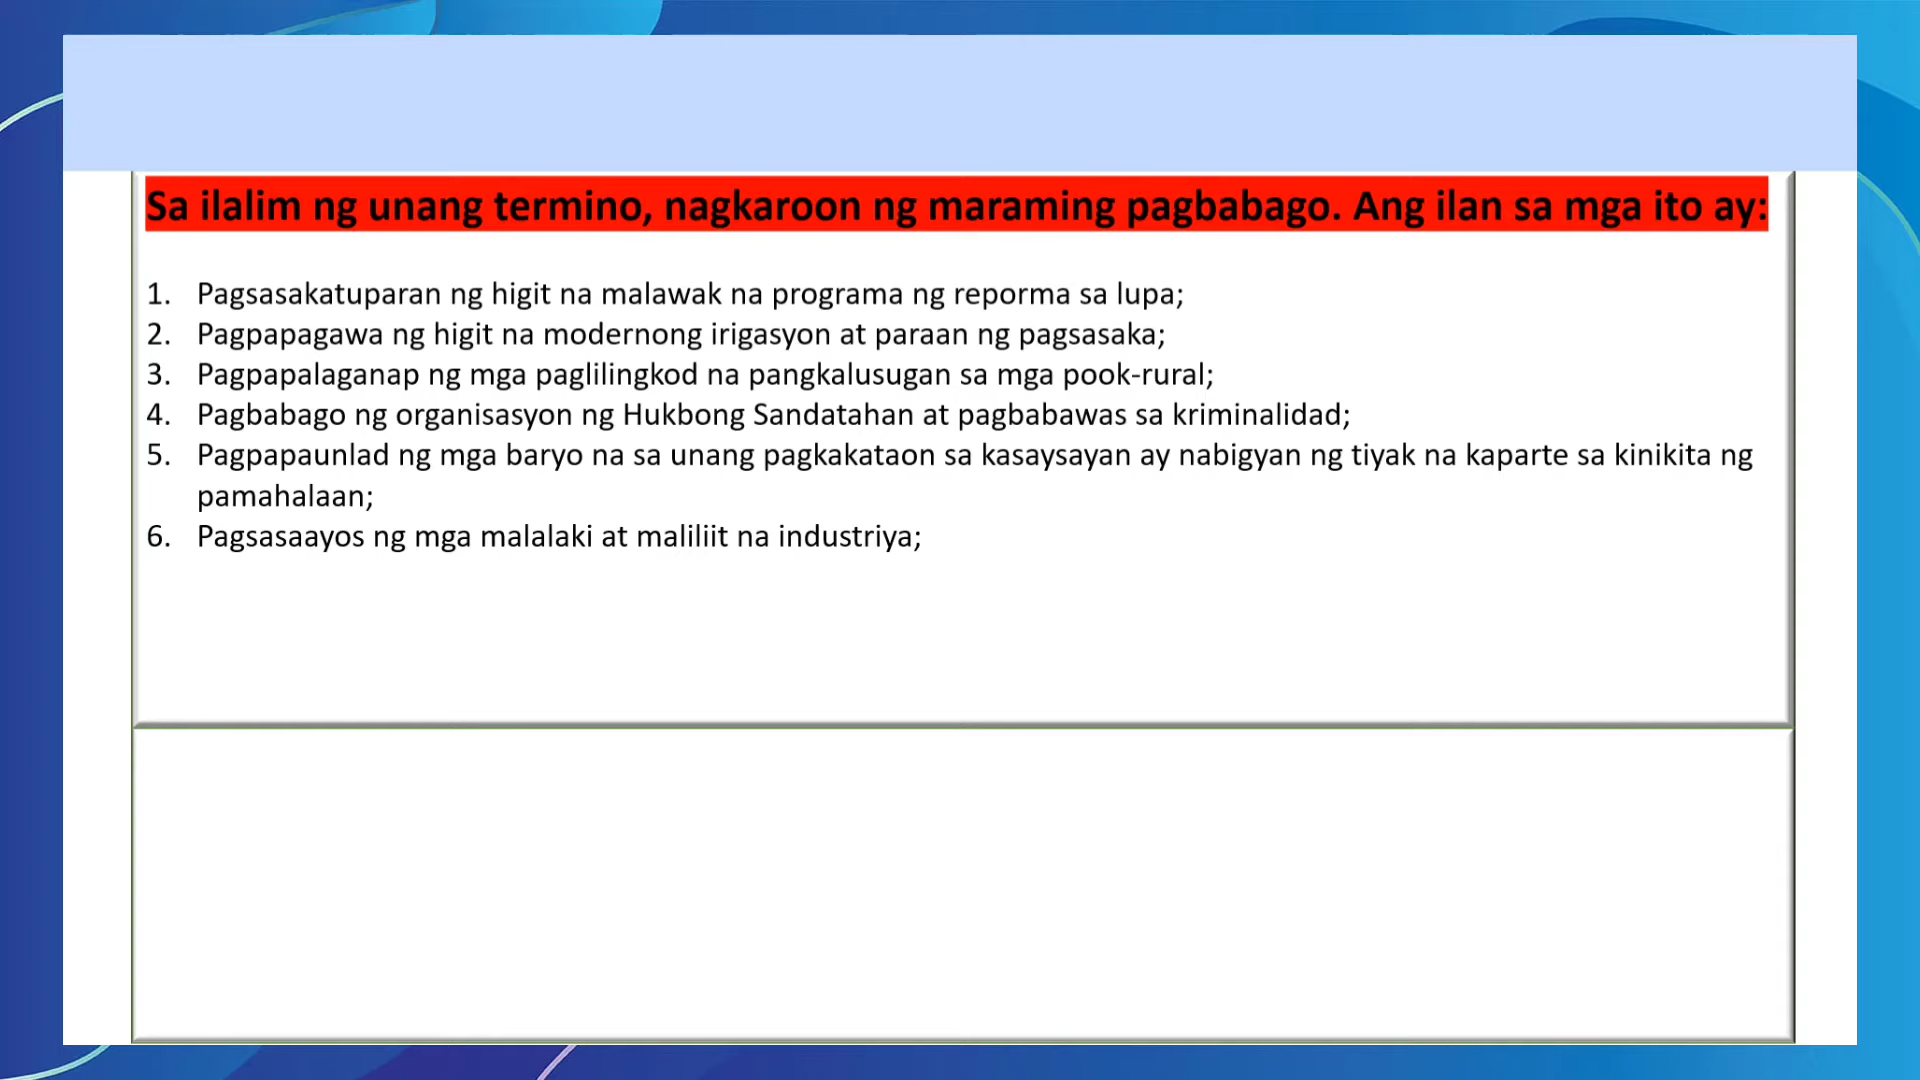 Sa ilalim ng unang termino, nagkaroon ng maraming pagbabago. Ang ilan sa mga ito ay:
1. Pagsasakatuparan ng higit na malawak na programa ng reporma sa lupa;
2. Pagpapagawa ng higit na modernong irigasyon at paraan ng pagsasaka;
3. Pagpapalaganap ng mga paglilingkod na pangkalusugan sa mga pook-rural;
4. Pagbabago ng organisasyon ng Hukbong Sandatahan at pagbabawas sa kriminalidad;
5. Pagpapaunlad ng mga baryo na sa unang pagkakataon sa kasaysayan ay nabigyan ng tiyak na kaparte sa kinikita ng
pamahalaan;
6. Pagsasaayos ng mga malalaki at maliliit na industriya;